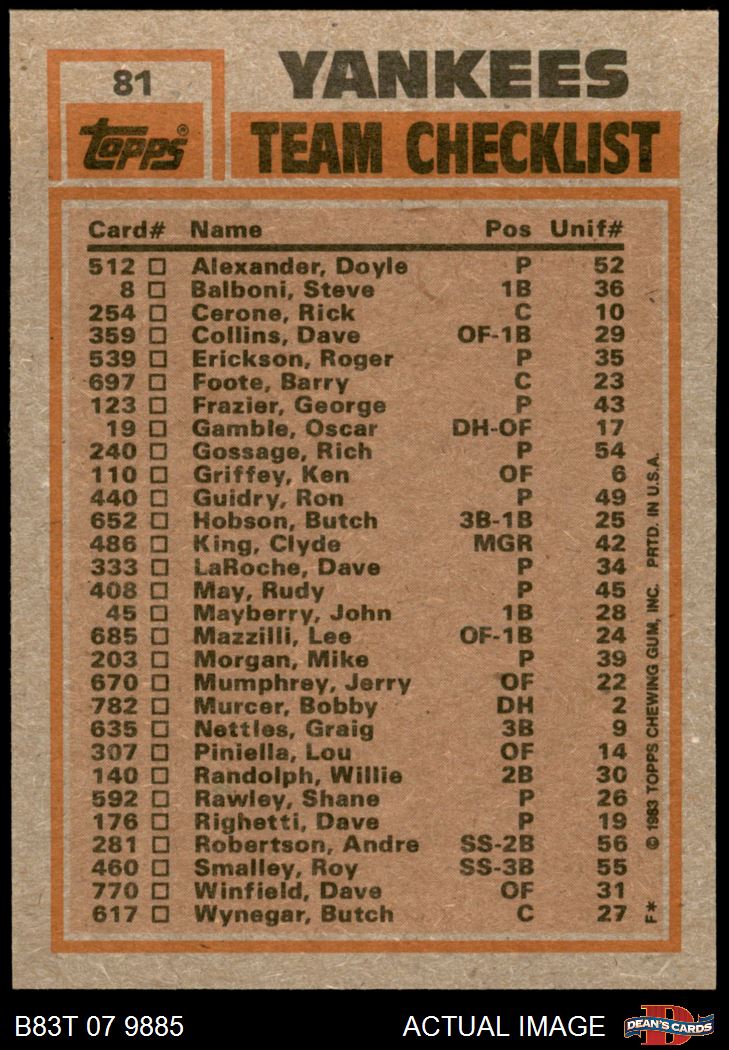 81
YANKEES
topps®
TEAM CHECKLIST
Card# Name Pos Unif#
512 Alexander, Doyle P 52
8 Balboni, Steve 1B 36
254 Cerone, Rick C 10
359 Collins, Dave OF-1B 29
539 Erickson, Roger P 35
697 Foote, Barry C 23
123 Frazier, George P 43
19 Gamble, Oscar DH-OF 17
240 Gossage, Rich P 54
110 Griffey, Ken OF 6
440 Guidry, Ron P 49
652 Hobson, Butch 3B-1B 25
486 King, Clyde MGR 42
333 LaRoche, Dave P 34
408 May, Rudy P 45
45 Mayberry, John 1B 28
685 Mazzilli, Lee OF-1B 24
203 Morgan, Mike P 39
670 Mumphrey, Jerry OF 22
782 Murcer, Bobby DH 2
635 Nettles, Graig 3B 9
307 Piniella, Lou OF 14
140 Randolph, Willie 2B 30
592 Rawley, Shane P 26
176 Righetti, Dave P 19
281 Robertson, Andre SS-2B 56
460 Smalley, Roy SS-3B 55
770 Winfield, Dave OF 31
617 Wynegar, Butch C 27
F* © 1983 TOPPS CHEWING GUM, INC. PRTD. IN U.S.A.
B83T 07 9885
ACTUAL IMAGE
D
DEAN'S CARDS